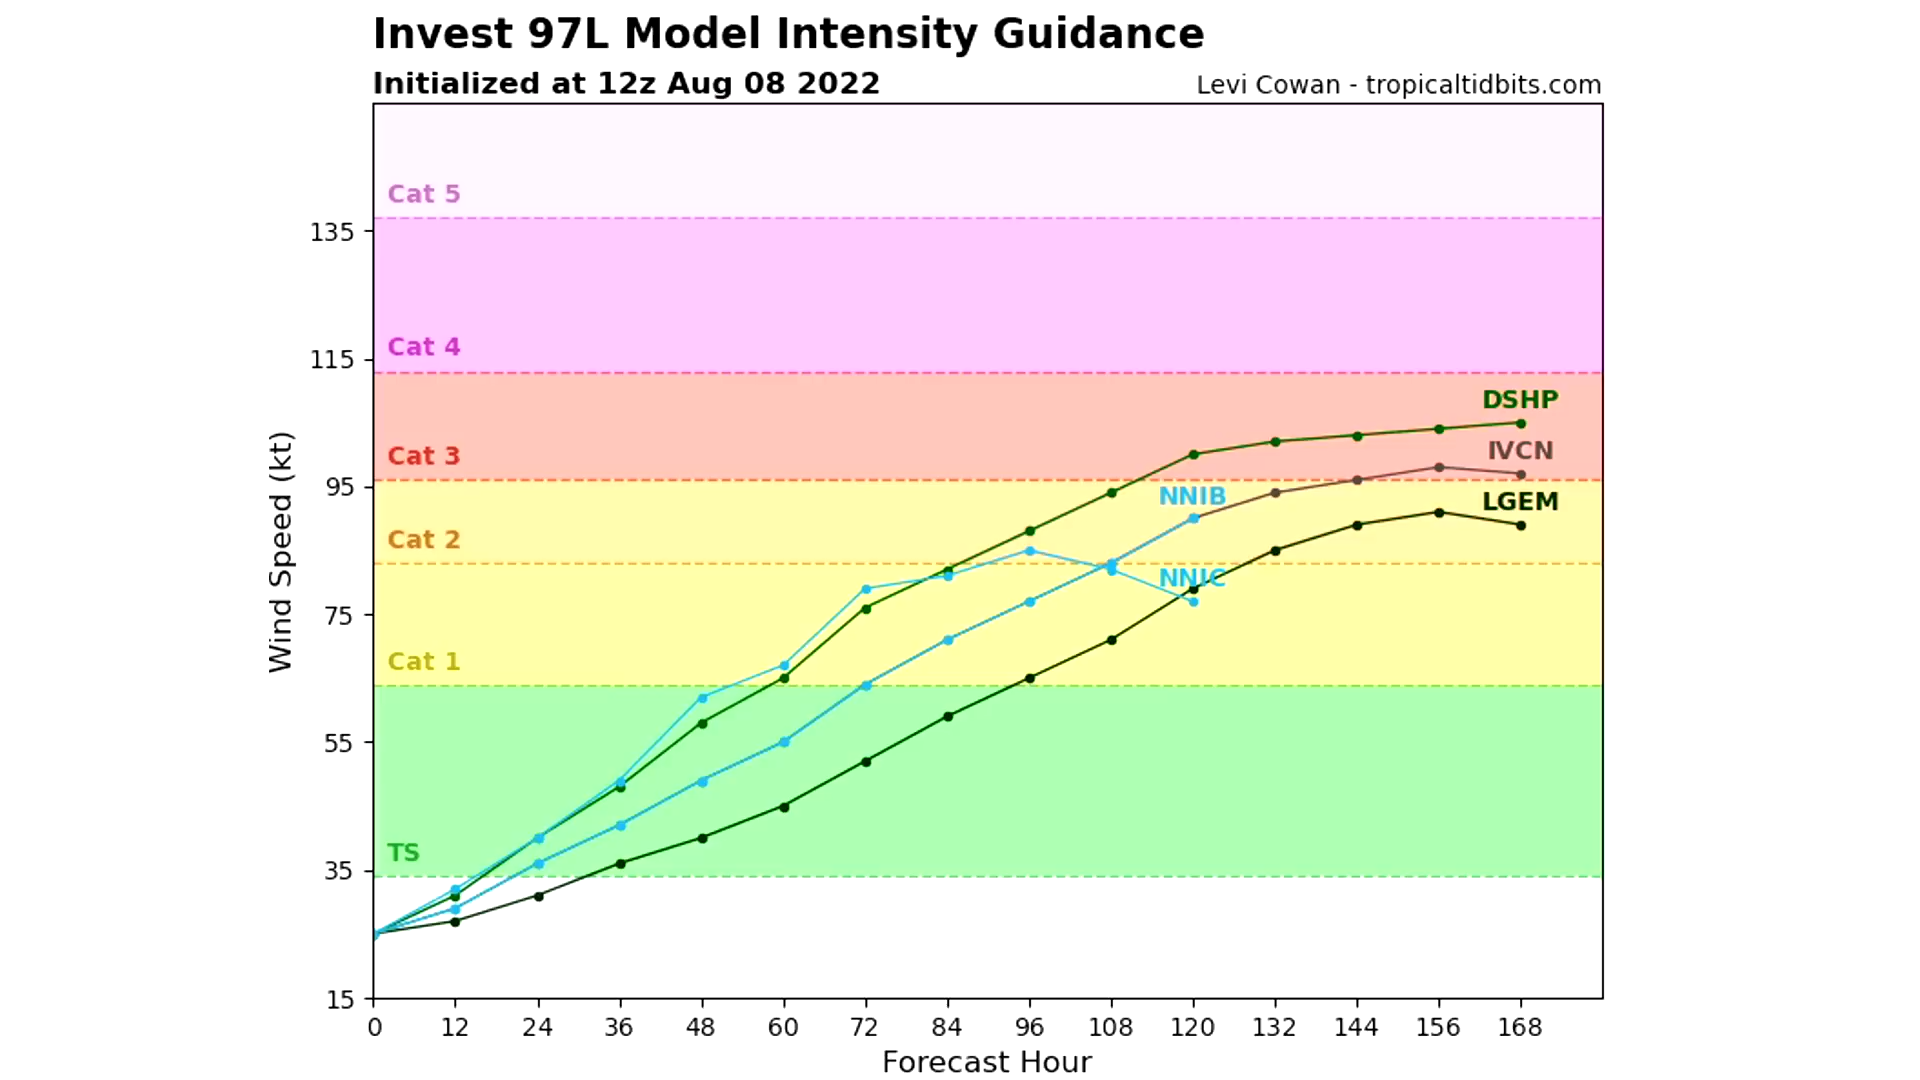 Invest 97L Model Intensity Guidance
Initialized at 12z Aug 08 2022
Levi Cowan - tropicaltidbits.com
Cat 5
135
Cat 4
115
DSHP
IVCN
Cat 3
95
NNIB
LGEM
Cat 2
NNIC
75
Cat 1
55
TS
35
15
Wind Speed (kt)
0 12 24 36 48 60 72 84 96 108 120 132 144 156 168
Forecast Hour